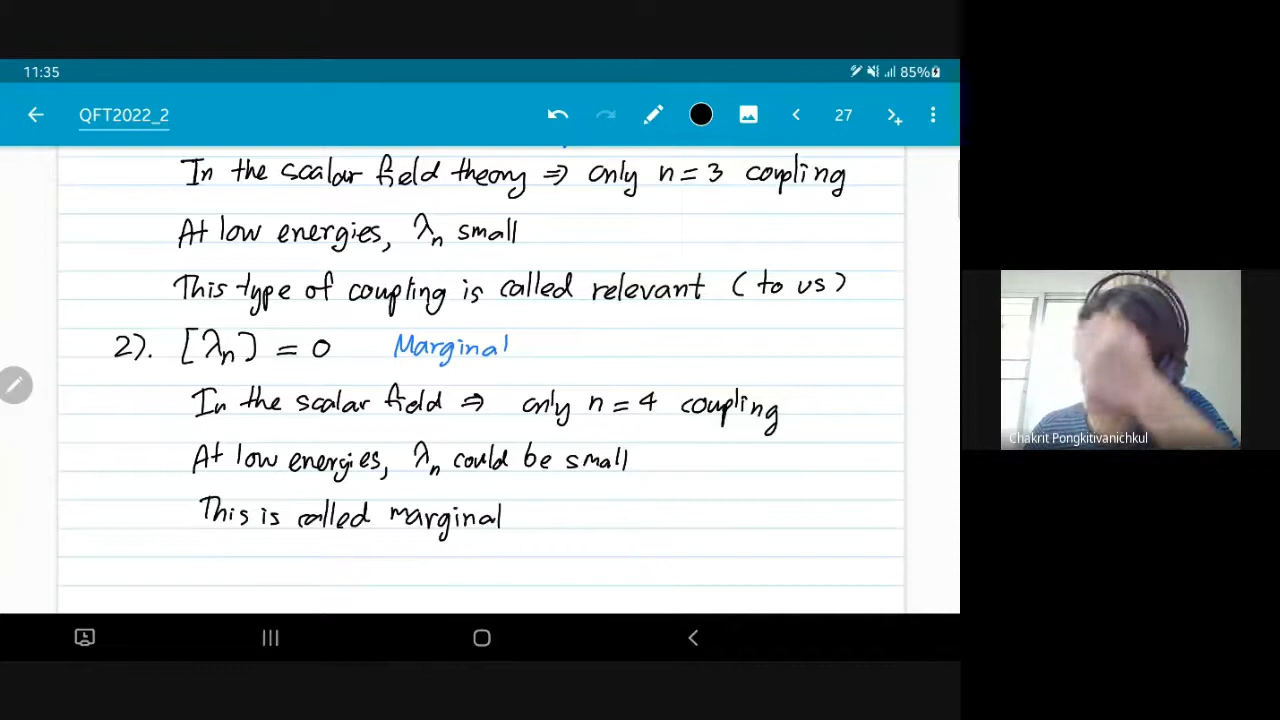 11:35
85%
QFT2022_2
27
In the scalar field theory ⇒ only n = 3 coupling
At low energies, λn small
This type of coupling is called relevant (to us)
2). [λn] = 0 Marginal
In the scalar field ⇒ only n = 4 coupling
At low energies, λn could be small
This is called marginal
Chakrit Pongkitivanichkul